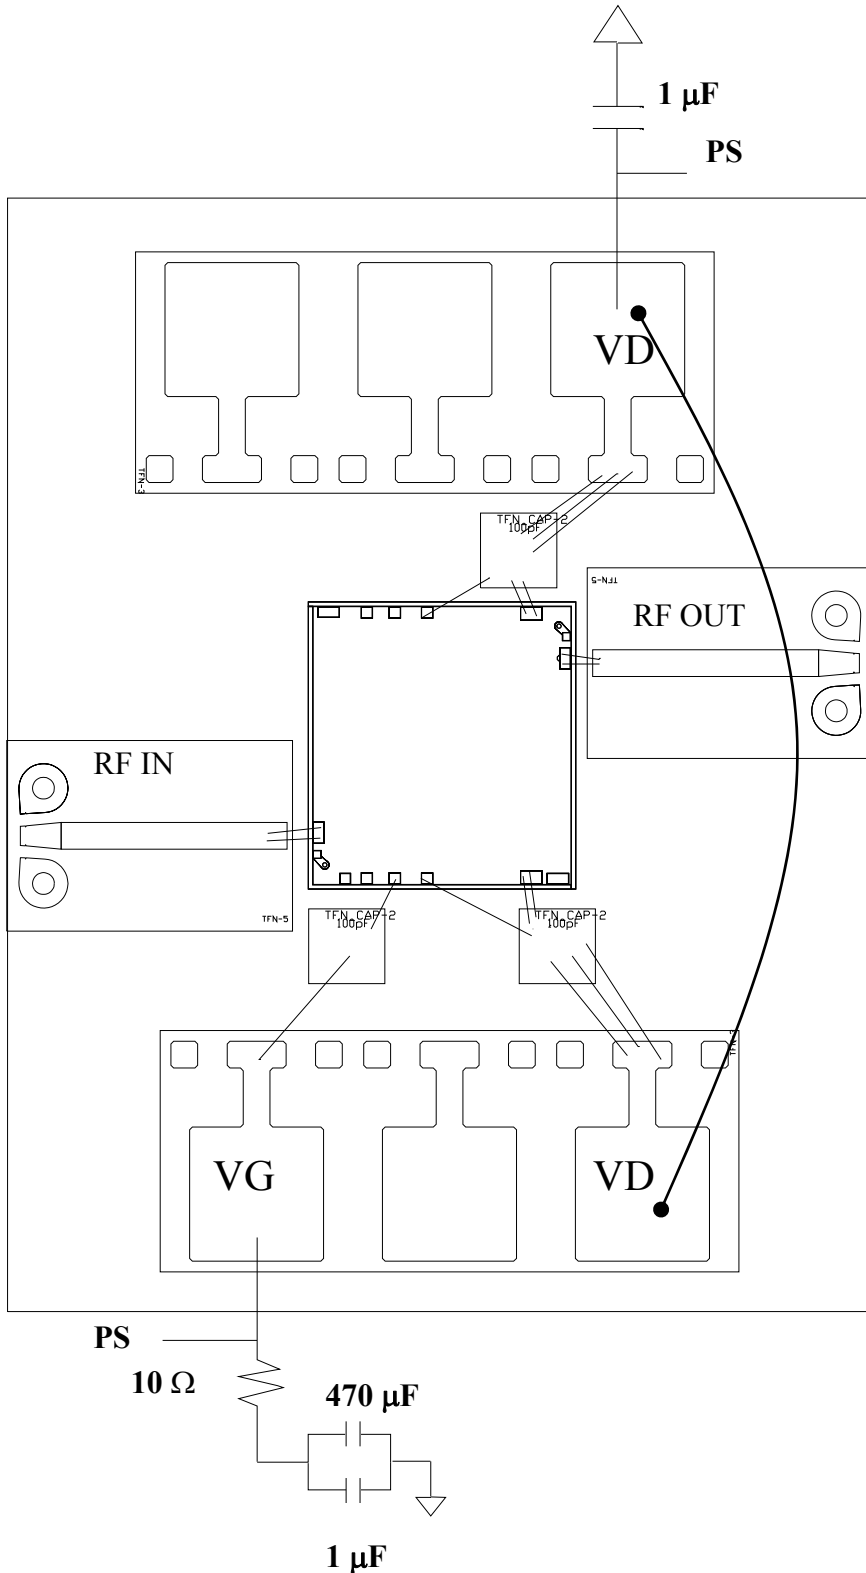 1 μF
PS
VD
TFN-3
TFN_CAP-2
100pF
TFN-5
RF OUT
RF IN
TFN-5
TFN_CAP-2
100pF
TFN_CAP-2
100pF
VG
VD
PS
10 Ω
470 μF
1 μF